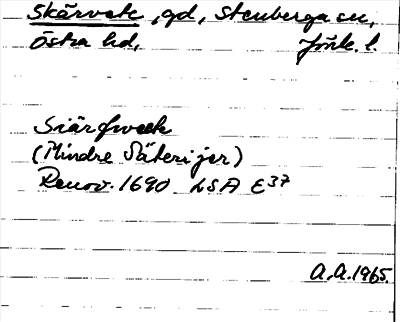 Skärvete, gd, Stenberga sn,
Östra hd, Jönk. l.
Skärfweek
(Mindre Säterijer)
Renov. 1690 LSA E37
A.A. 1965.